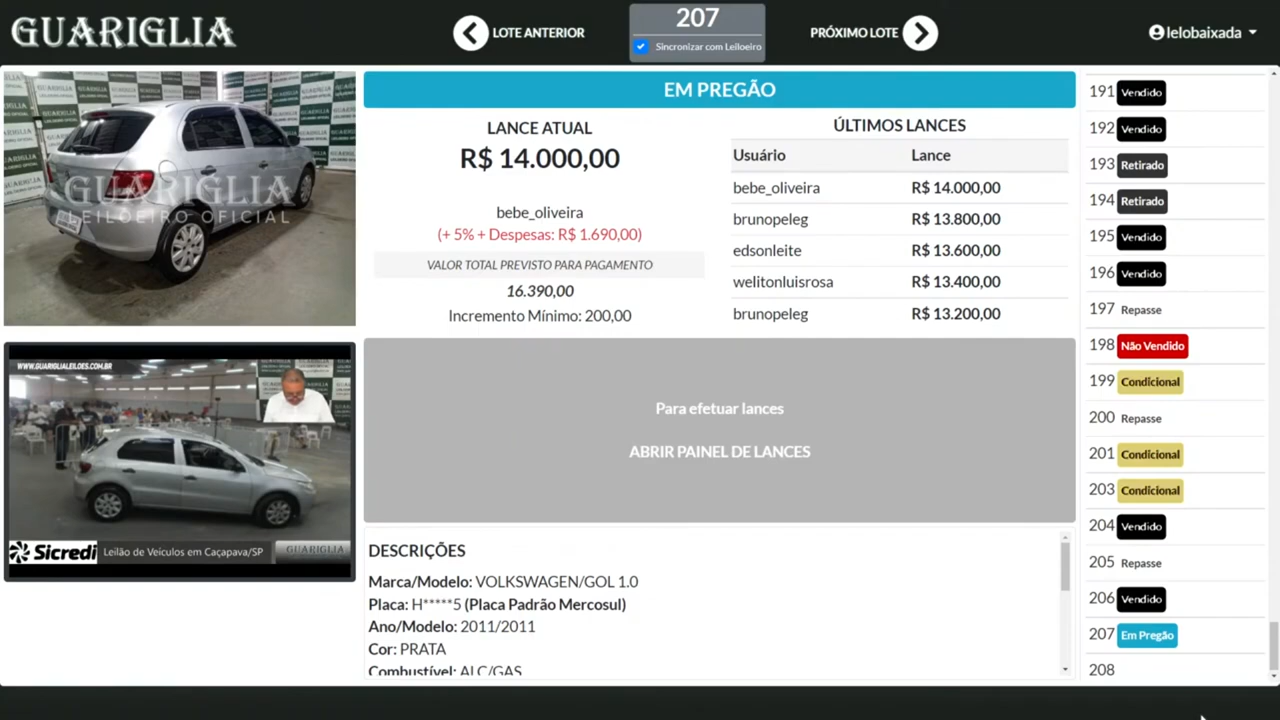 GUARIGLIA
LOTE ANTERIOR
207
Sincronizar com Leiloeiro
PRÓXIMO LOTE
lelobaixada
GUARIGLIA
LEILOEIRO OFICIAL
WWW.GUARIGLIALEILOES.COM.BR
Sicredi
Leilão de Veiculos em Caçapava/SP
GUARIGLIA
EM PREGÃO
LANCE ATUAL
R$ 14.000,00
bebe_oliveira
(+ 5% + Despesas: R$ 1.690,00)
VALOR TOTAL PREVISTO PARA PAGAMENTO
16.390,00
Incremento Mínimo: 200,00
ÚLTIMOS LANCES
Usuário Lance
bebe_oliveira R$ 14.000,00
brunopeleg R$ 13.800,00
edsonleite R$ 13.600,00
welitonluisrosa R$ 13.400,00
brunopeleg R$ 13.200,00
Para efetuar lances
ABRIR PAINEL DE LANCES
DESCRIÇÕES
Marca/Modelo: VOLKSWAGEN/GOL 1.0
Placa: H*****5 (Placa Padrão Mercosul)
Ano/Modelo: 2011/2011
Cor: PRATA
Combustível: ALC/GAS
191 Vendido
192 Vendido
193 Retirado
194 Retirado
195 Vendido
196 Vendido
197 Repasse
198 Não Vendido
199 Condicional
200 Repasse
201 Condicional
203 Condicional
204 Vendido
205 Repasse
206 Vendido
207 Em Pregão
208